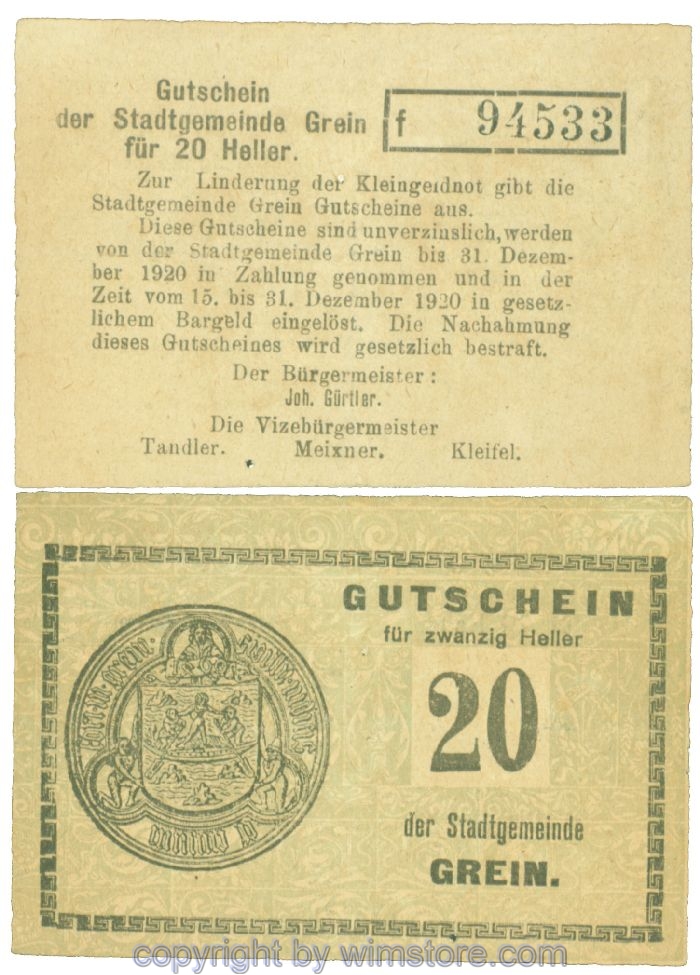 Gutschein
der Stadtgemeinde Grein
für 20 Heller.
f 94533
Zur Linderung der Kleingeldnot gibt die
Stadtgemeinde Grein Gutscheine aus.
Diese Gutscheine sind unverzinslich, werden
von der Stadtgemeinde Grein bis 31. Dezem-
ber 1920 in Zahlung genommen und in der
Zeit vom 15. bis 31. Dezember 1920 in gesetz-
lichem Bargeld eingelöst. Die Nachahmung
dieses Gutscheines wird gesetzlich bestraft.
Der Bürgermeister:
Joh. Gürtler.
Die Vizebürgermeister
Tandler. Meixner. Kleifel.
GUTSCHEIN
für zwanzig Heller
20
der Stadtgemeinde
GREIN.
copyright by wimstore.com